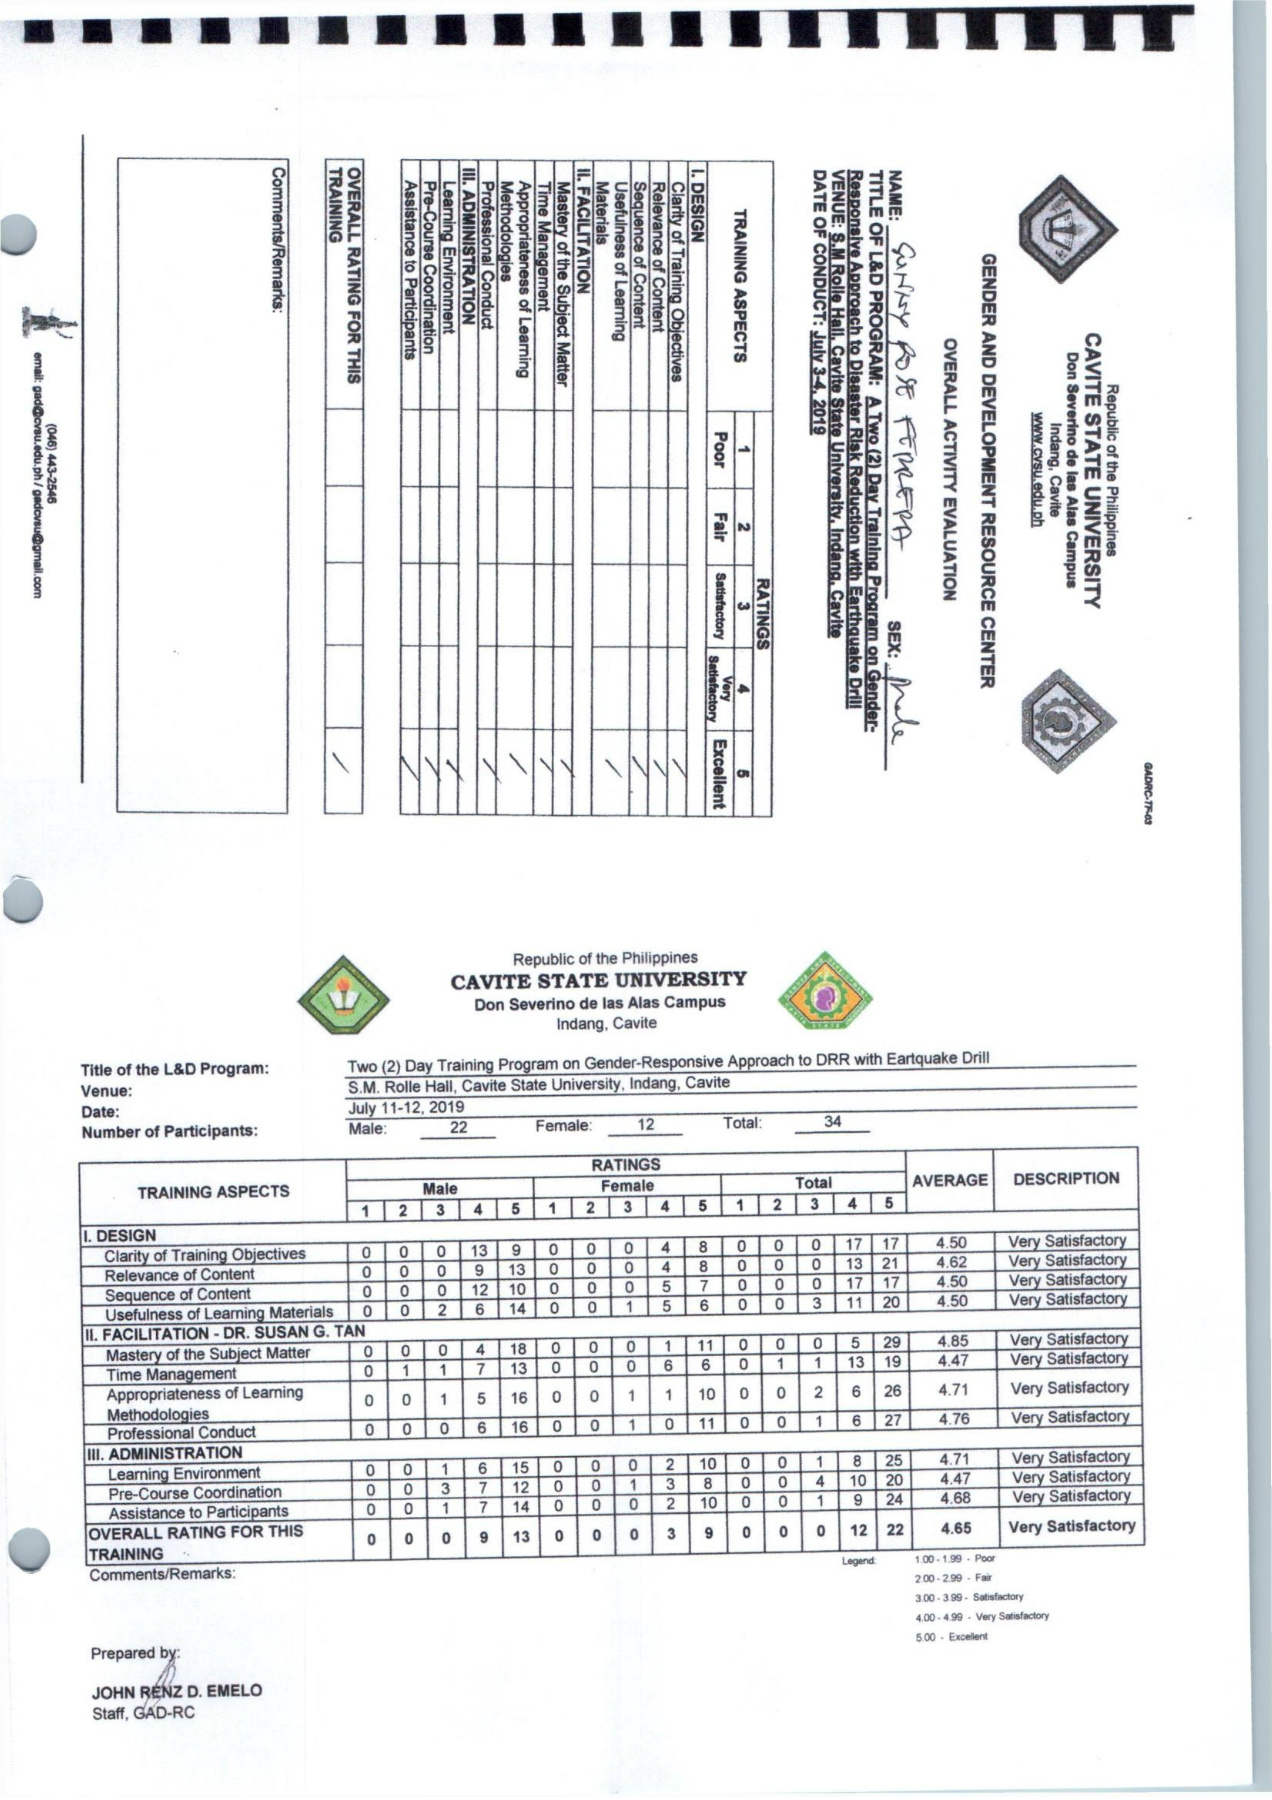 GADRC-TF-03
Republic of the Philippines
CAVITE STATE UNIVERSITY
Don Severino de las Alas Campus
Indang, Cavite
www.cvsu.edu.ph
GENDER AND DEVELOPMENT RESOURCE CENTER
OVERALL ACTIVITY EVALUATION
NAME: SUNNY ROSE SEX: Male
TITLE OF L&D PROGRAM: A Two (2) Day Training Program on Gender-
Responsive Approach to Disaster Risk Reduction with Earthquake Drill
VENUE: S.M Rolle Hall, Cavite State University, Indang, Cavite
DATE OF CONDUCT: July 3-4, 2019
TRAINING ASPECTS RATINGS
1 2 3 4 5
Poor Fair Satisfactory Very Satisfactory Excellent
I. DESIGN
Clarity of Training Objectives /
Relevance of Content /
Sequence of Content /
Usefulness of Learning
Materials /
II. FACILITATION
Mastery of the Subject Matter /
Time Management /
Appropriateness of Learning
Methodologies /
Professional Conduct /
III. ADMINISTRATION
Learning Environment /
Pre-Course Coordination /
Assistance to Participants /
OVERALL RATING FOR THIS
TRAINING /
Comments/Remarks:
(046) 443-2546
email: gad@cvsu.edu.ph / gadcvsu@gmail.com
Republic of the Philippines
CAVITE STATE UNIVERSITY
Don Severino de las Alas Campus
Indang, Cavite
Title of the L&D Program: Two (2) Day Training Program on Gender-Responsive Approach to DRR with Eartquake Drill
Venue: S.M. Rolle Hall, Cavite State University, Indang, Cavite
Date: July 11-12, 2019
Number of Participants: Male: 22 Female: 12 Total: 34
TRAINING ASPECTS RATINGS AVERAGE DESCRIPTION
Male Female Total
1 2 3 4 5 1 2 3 4 5 1 2 3 4 5
I. DESIGN
Clarity of Training Objectives 0 0 0 13 9 0 0 0 4 8 0 0 0 17 17 4.50 Very Satisfactory
Relevance of Content 0 0 0 9 13 0 0 0 4 8 0 0 0 13 21 4.62 Very Satisfactory
Sequence of Content 0 0 0 12 10 0 0 0 5 7 0 0 0 17 17 4.50 Very Satisfactory
Usefulness of Learning Materials 0 0 2 6 14 0 0 1 5 6 0 0 3 11 20 4.50 Very Satisfactory
II. FACILITATION - DR. SUSAN G. TAN
Mastery of the Subject Matter 0 0 0 4 18 0 0 0 1 11 0 0 0 5 29 4.85 Very Satisfactory
Time Management 0 1 1 7 13 0 0 0 6 6 0 1 1 13 19 4.47 Very Satisfactory
Appropriateness of Learning
Methodologies 0 0 1 5 16 0 0 1 1 10 0 0 2 6 26 4.71 Very Satisfactory
Professional Conduct 0 0 0 6 16 0 0 1 0 11 0 0 1 6 27 4.76 Very Satisfactory
III. ADMINISTRATION
Learning Environment 0 0 1 6 15 0 0 0 2 10 0 0 1 8 25 4.71 Very Satisfactory
Pre-Course Coordination 0 0 3 7 12 0 0 1 3 8 0 0 4 10 20 4.47 Very Satisfactory
Assistance to Participants 0 0 1 7 14 0 0 0 2 10 0 0 1 9 24 4.68 Very Satisfactory
OVERALL RATING FOR THIS
TRAINING 0 0 0 9 13 0 0 0 3 9 0 0 0 12 22 4.65 Very Satisfactory
Comments/Remarks:
Legend: 1.00 - 1.99 - Poor
2.00 - 2.99 - Fair
3.00 - 3.99 - Satisfactory
4.00 - 4.99 - Very Satisfactory
5.00 - Excellent
Prepared by:
JOHN RENZ D. EMELO
Staff, GAD-RC